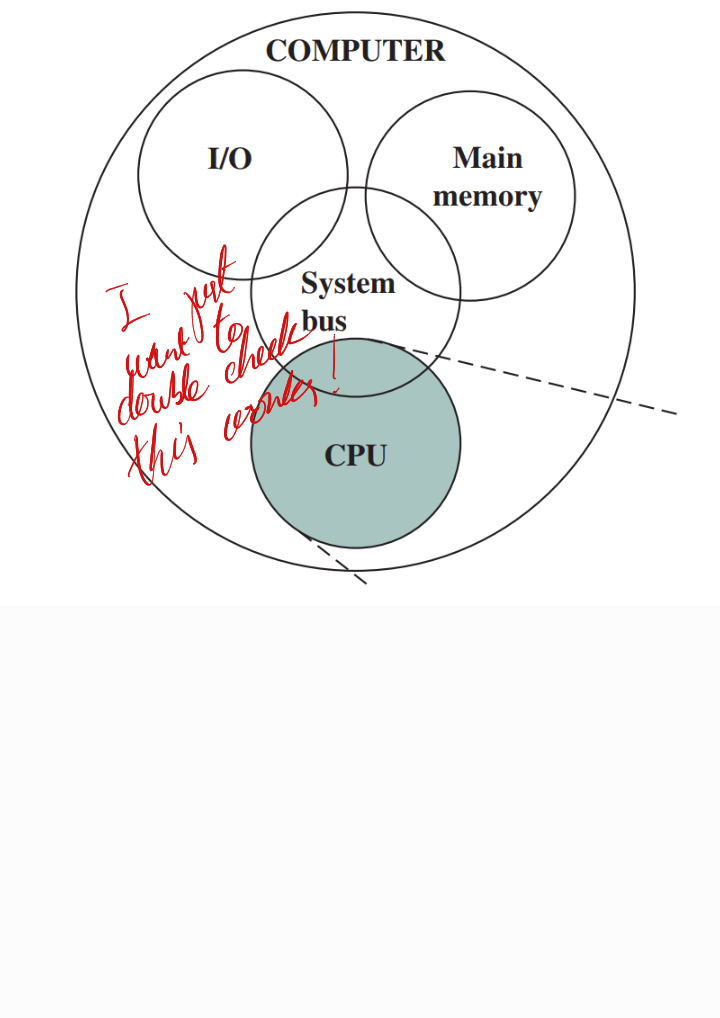 COMPUTER
I/O
Main
memory
System
bus
I just
want to
double check
this works!
CPU